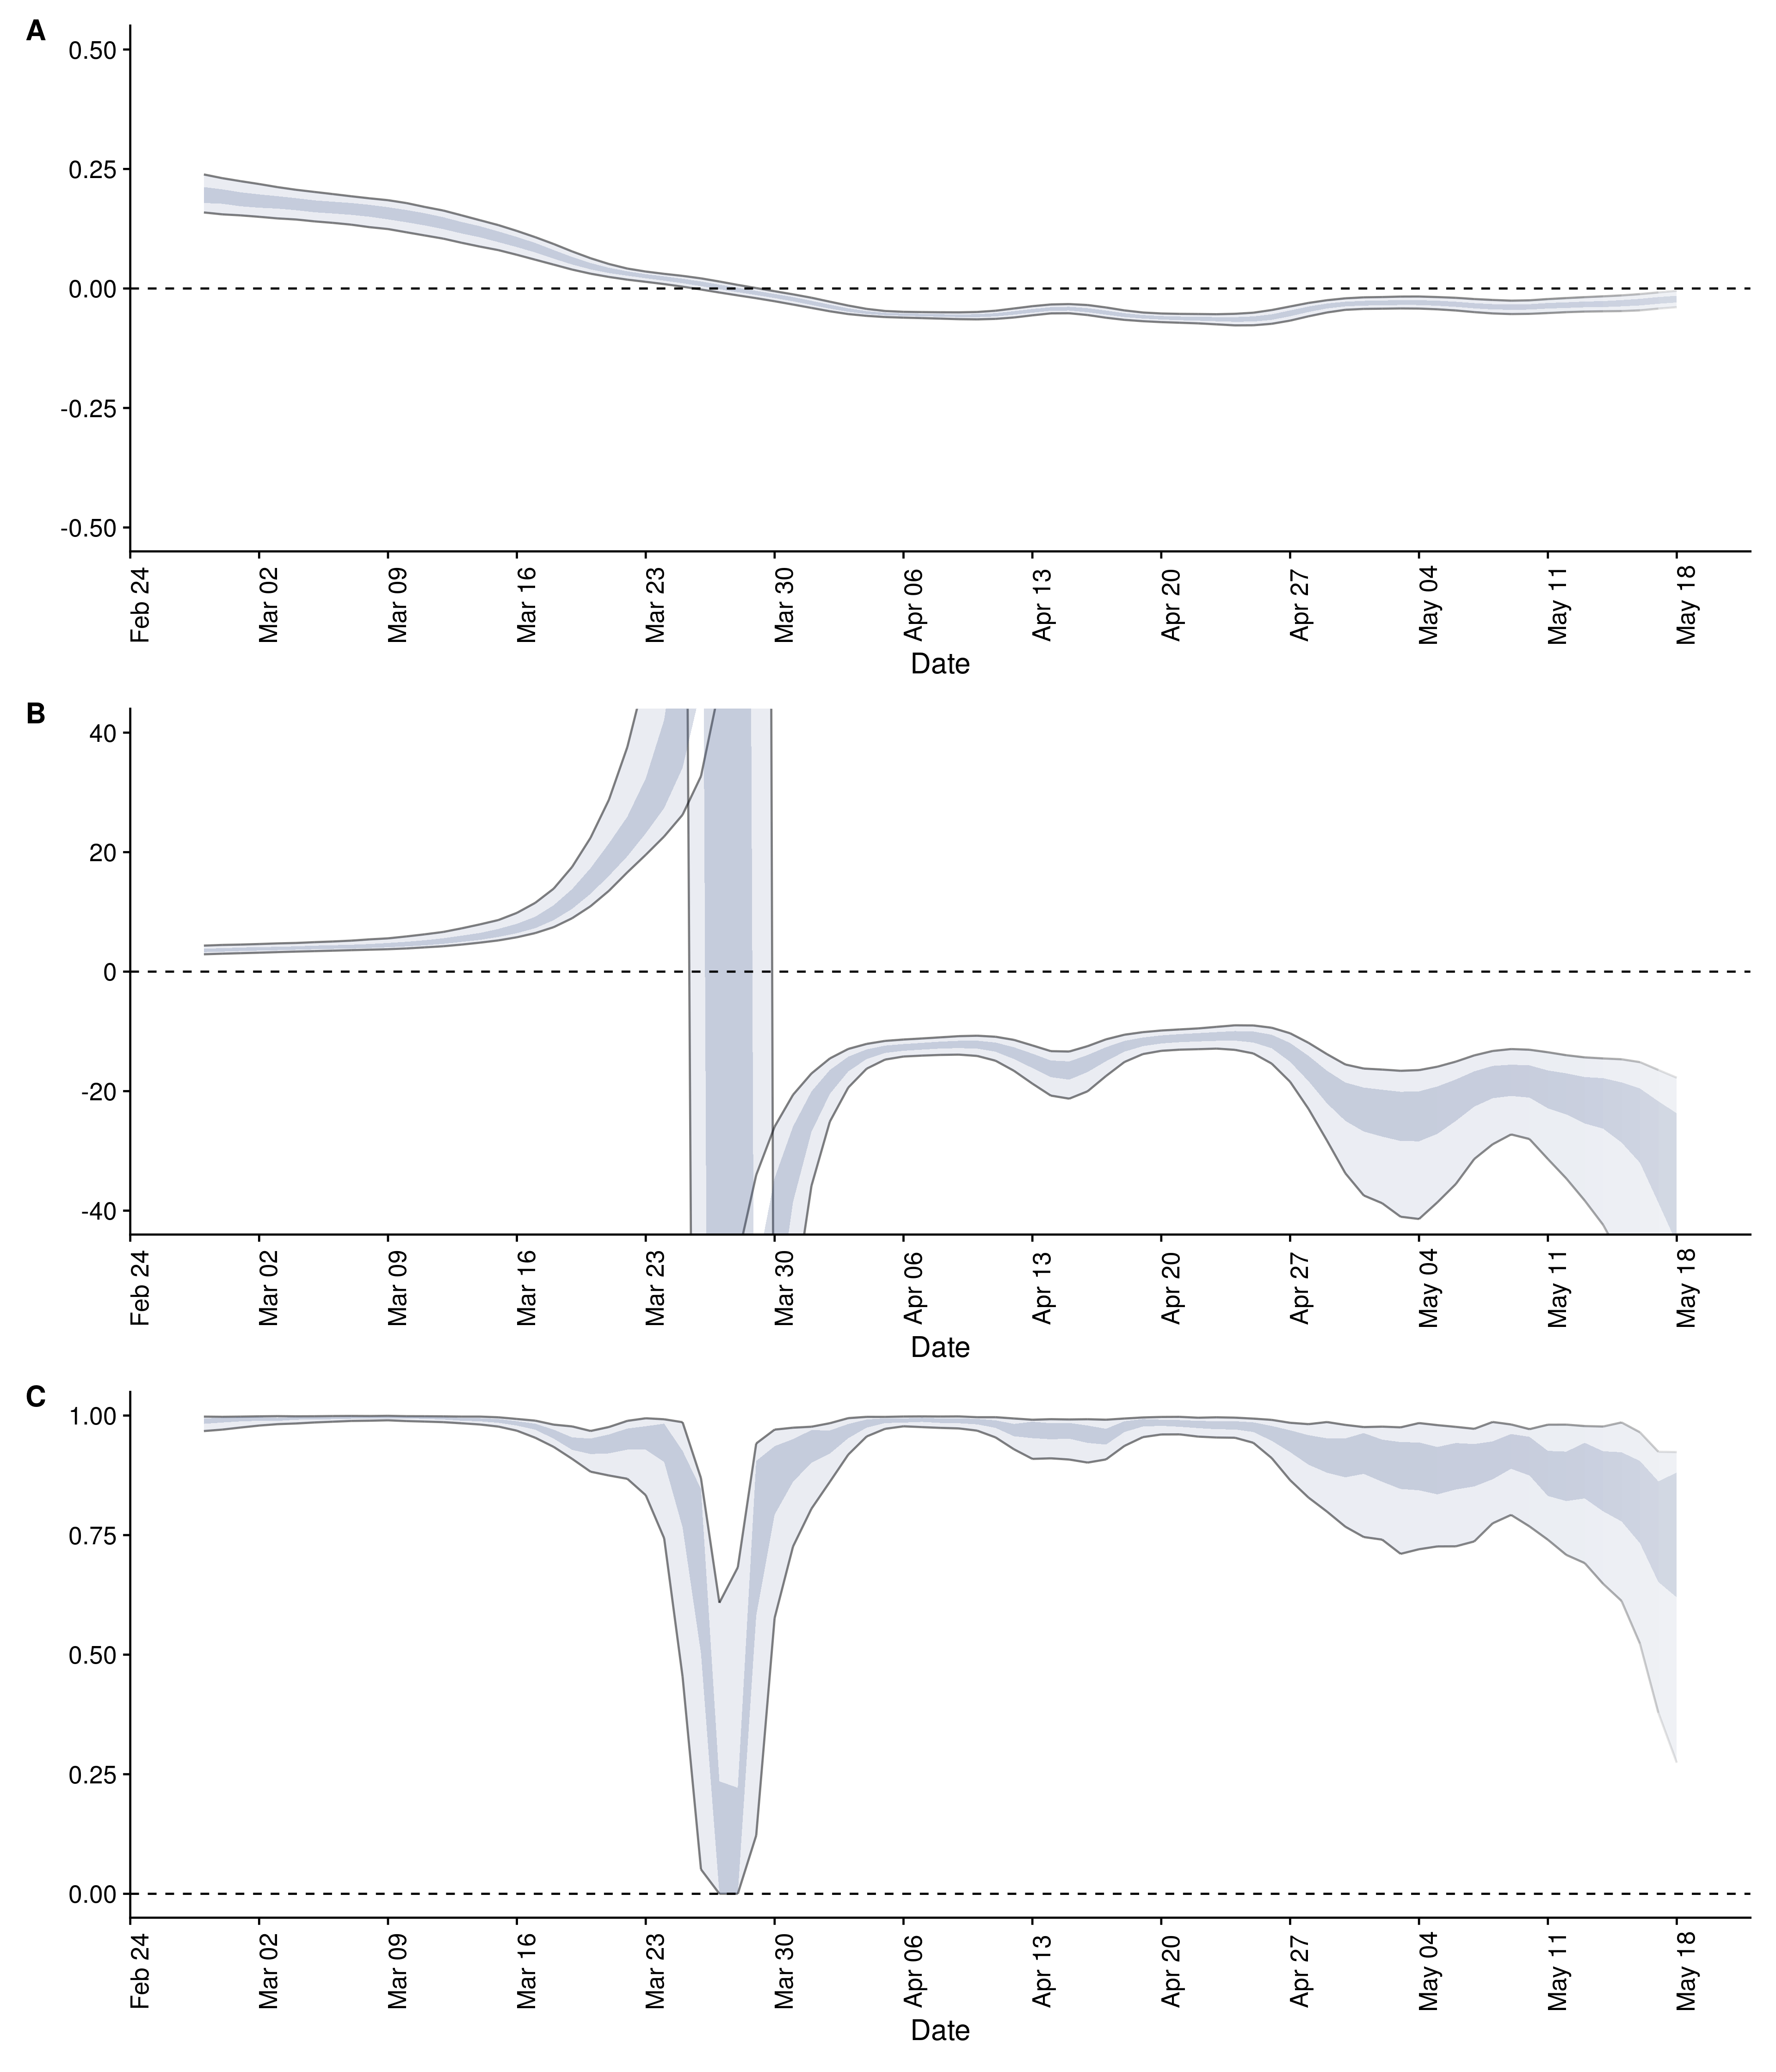 A
0.50
0.25
0.00
-0.25
-0.50
Feb 24
Mar 02
Mar 09
Mar 16
Mar 23
Mar 30
Apr 06
Apr 13
Apr 20
Apr 27
May 04
May 11
May 18
Date
B
40
20
0
-20
-40
Feb 24
Mar 02
Mar 09
Mar 16
Mar 23
Mar 30
Apr 06
Apr 13
Apr 20
Apr 27
May 04
May 11
May 18
Date
C
1.00
0.75
0.50
0.25
0.00
Feb 24
Mar 02
Mar 09
Mar 16
Mar 23
Mar 30
Apr 06
Apr 13
Apr 20
Apr 27
May 04
May 11
May 18
Date